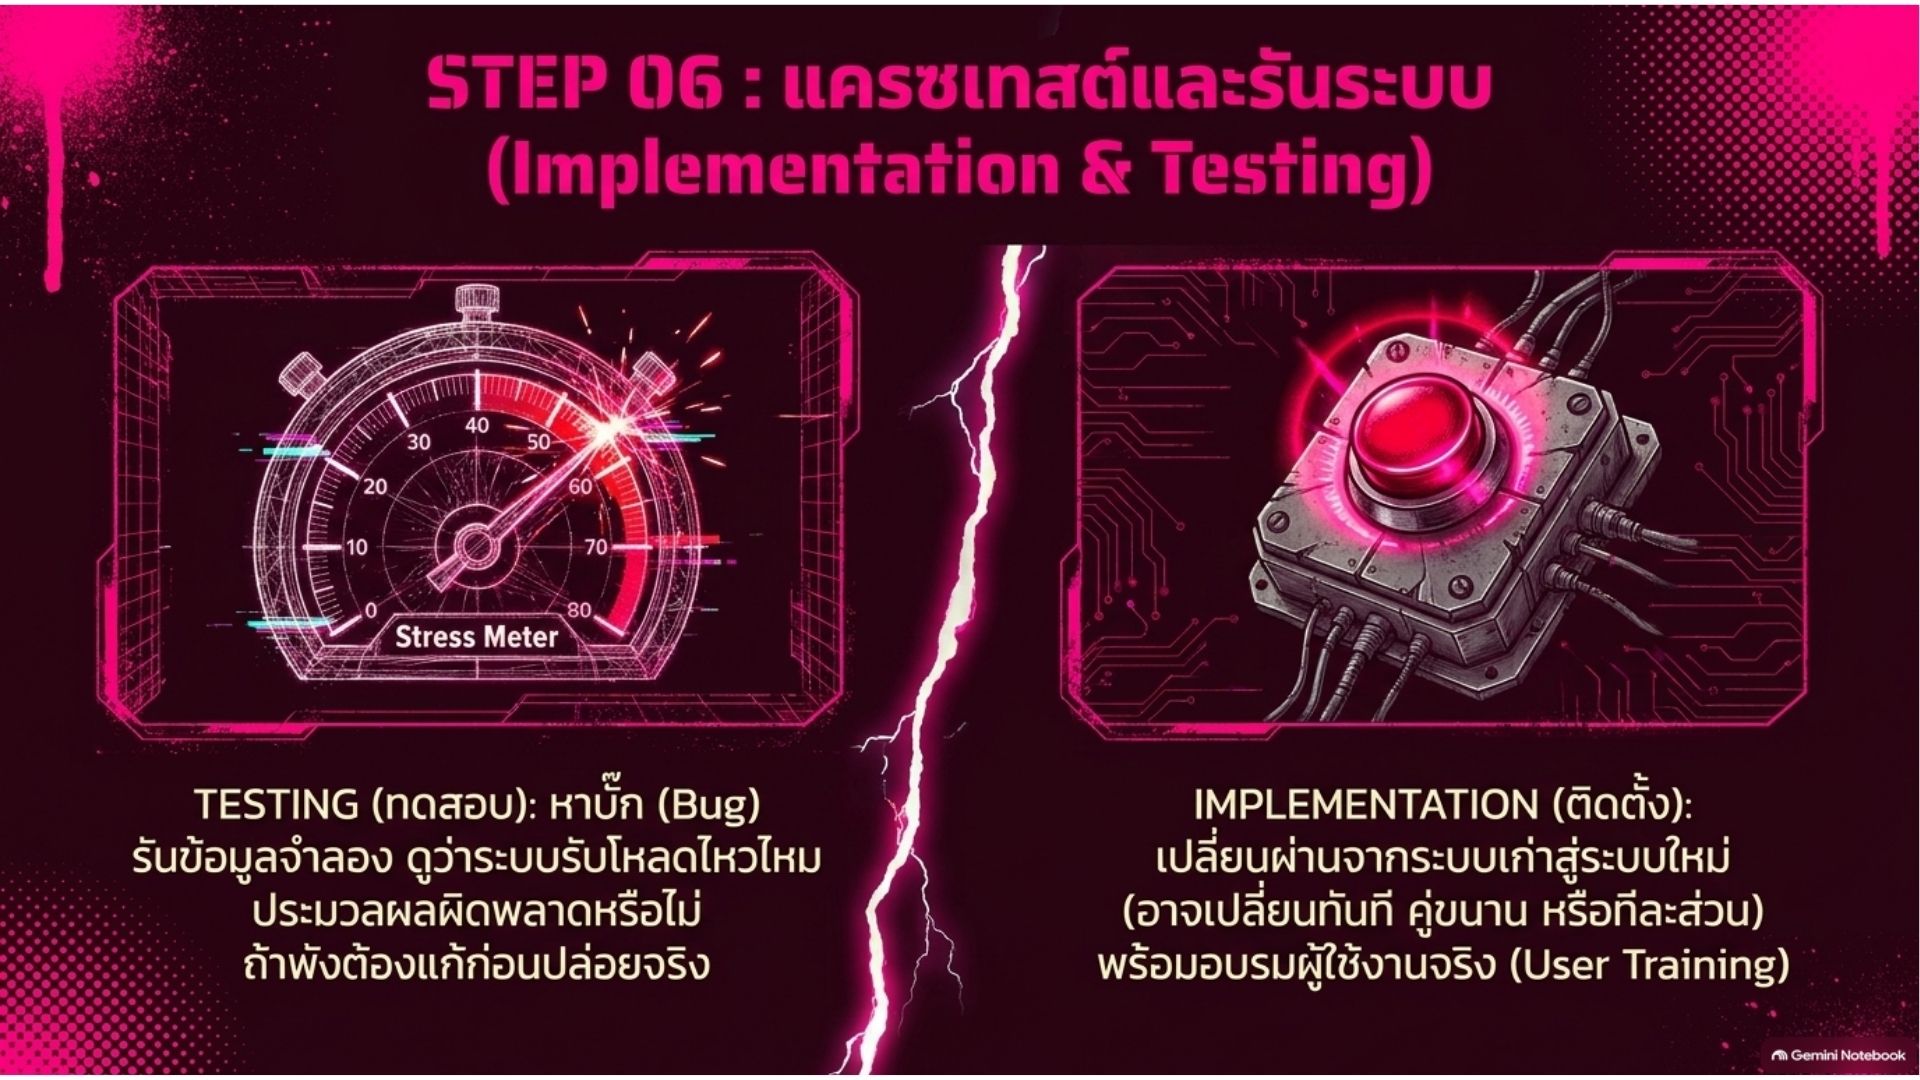 STEP 06 : แครซเทสต์และรันระบบ
(Implementation & Testing)
0
10
20
30
40
50
60
70
80
Stress Meter
TESTING (ทดสอบ): หาบั๊ก (Bug)
รันข้อมูลจำลอง ดูว่าระบบรับโหลดไหวไหม
ประมวลผลผิดพลาดหรือไม่
ถ้าพังต้องแก้ก่อนปล่อยจริง
IMPLEMENTATION (ติดตั้ง):
เปลี่ยนผ่านจากระบบเก่าสู่ระบบใหม่
(อาจเปลี่ยนทันที คู่ขนาน หรือทีละส่วน)
พร้อมอบรมผู้ใช้งานจริง (User Training)
Gemini Notebook